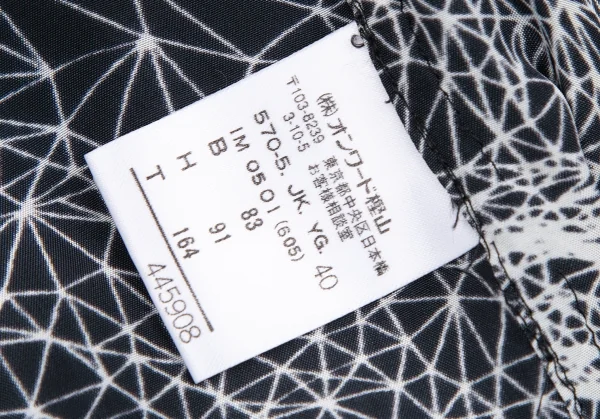 (株)オンワード樫山
東京都中央区日本橋
〒103-8239 3-10-5 お客様相談室
570-5. JK. YG. 40
IM 05.01 (605)
B 83
H 91
T 164
445908